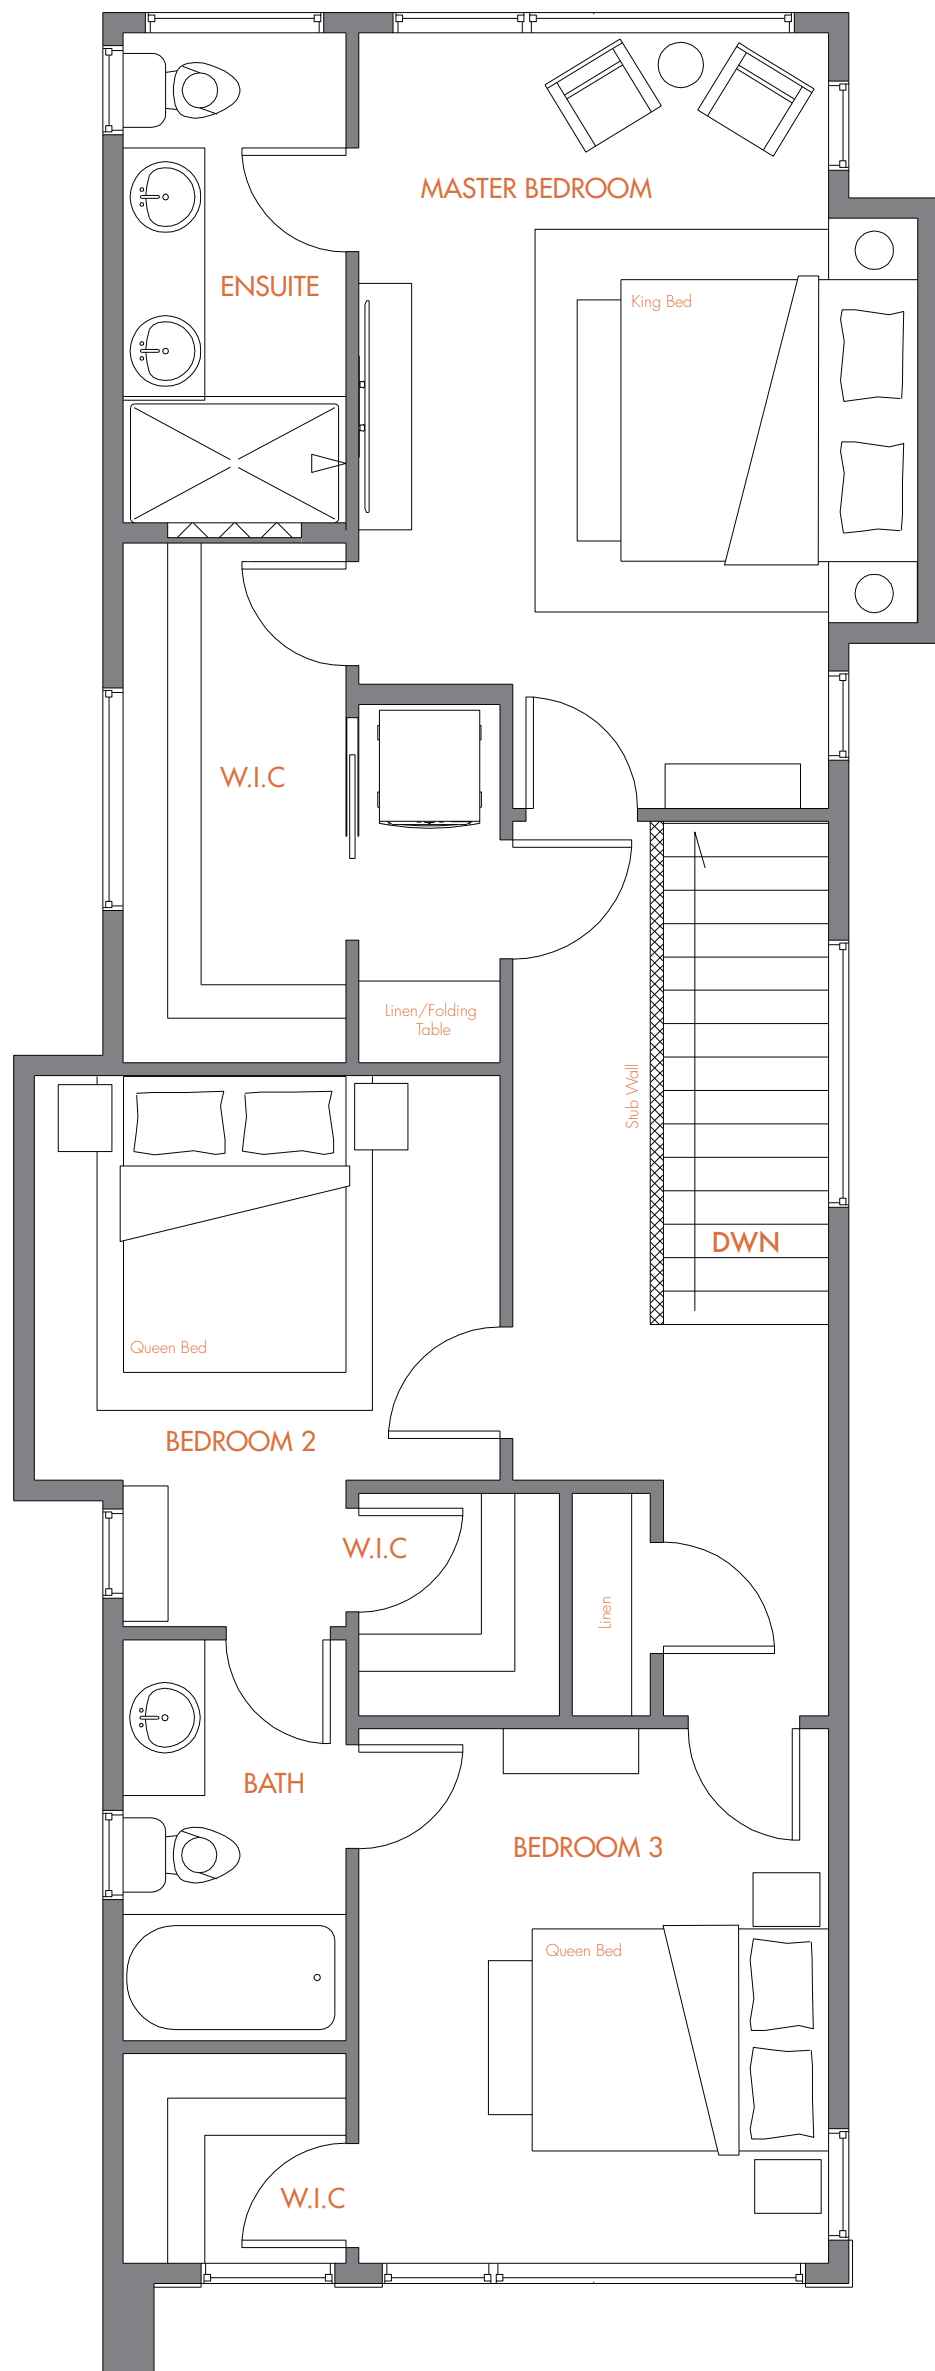 MASTER BEDROOM
ENSUITE
King Bed
W.I.C
Linen/Folding
Table
Stub Wall
DWN
Queen Bed
BEDROOM 2
W.I.C
Linen
BATH
BEDROOM 3
Queen Bed
W.I.C